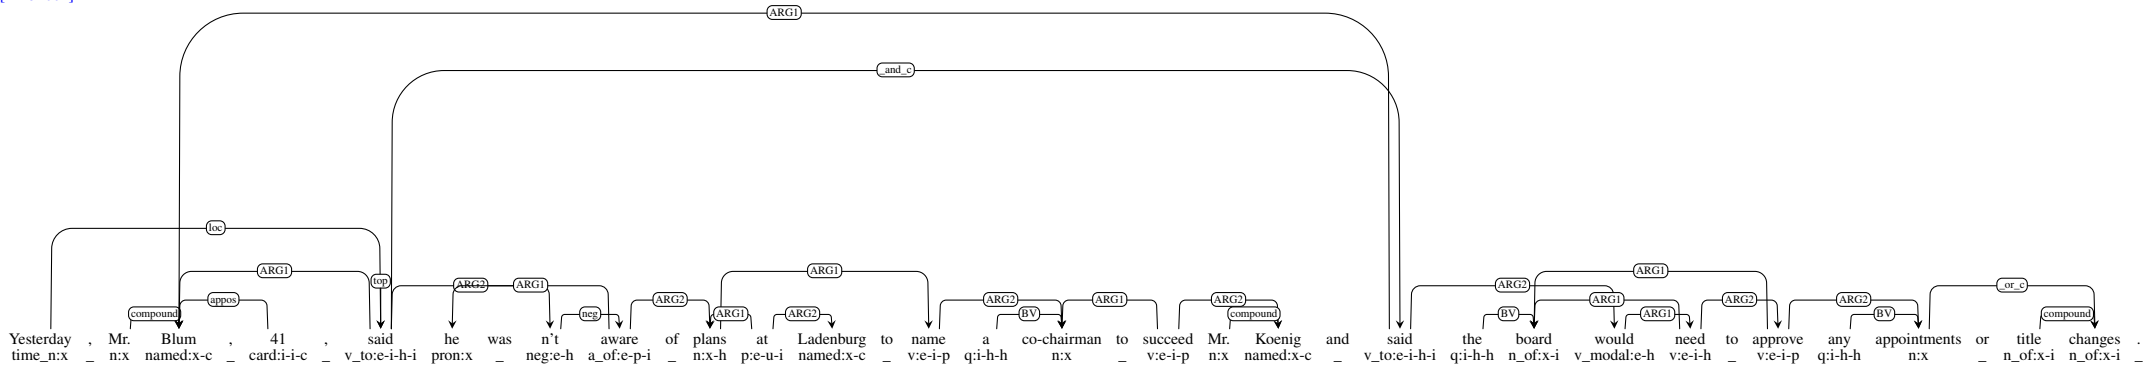 ARG1
_and_c
loc
ARG1 top ARG2 ARG1 ARG1 ARG2 ARG1
appos ARG2 ARG2 ARG1 ARG2 ARG1 ARG2 ARG2 _or_c
compound neg ARG1 ARG2 BV compound BV ARG1 BV compound
Yesterday , Mr. Blum , 41 , said he was n't aware of plans at Ladenburg to name a co-chairman to succeed Mr. Koenig and said the board would need to approve any appointments or title changes .
time_n:x _ n:x named:x-c _ card:i-i-c _ v_to:e-i-h-i pron:x _ neg:e-h a_of:e-p-i _ n:x-h p:e-u-i named:x-c _ v:e-i-p q:i-h-h n:x _ v:e-i-p n:x named:x-c _ v_to:e-i-h-i q:i-h-h n_of:x-i v_modal:e-h v:e-i-h _ v:e-i-p q:i-h-h n:x _ n_of:x-i n_of:x-i _